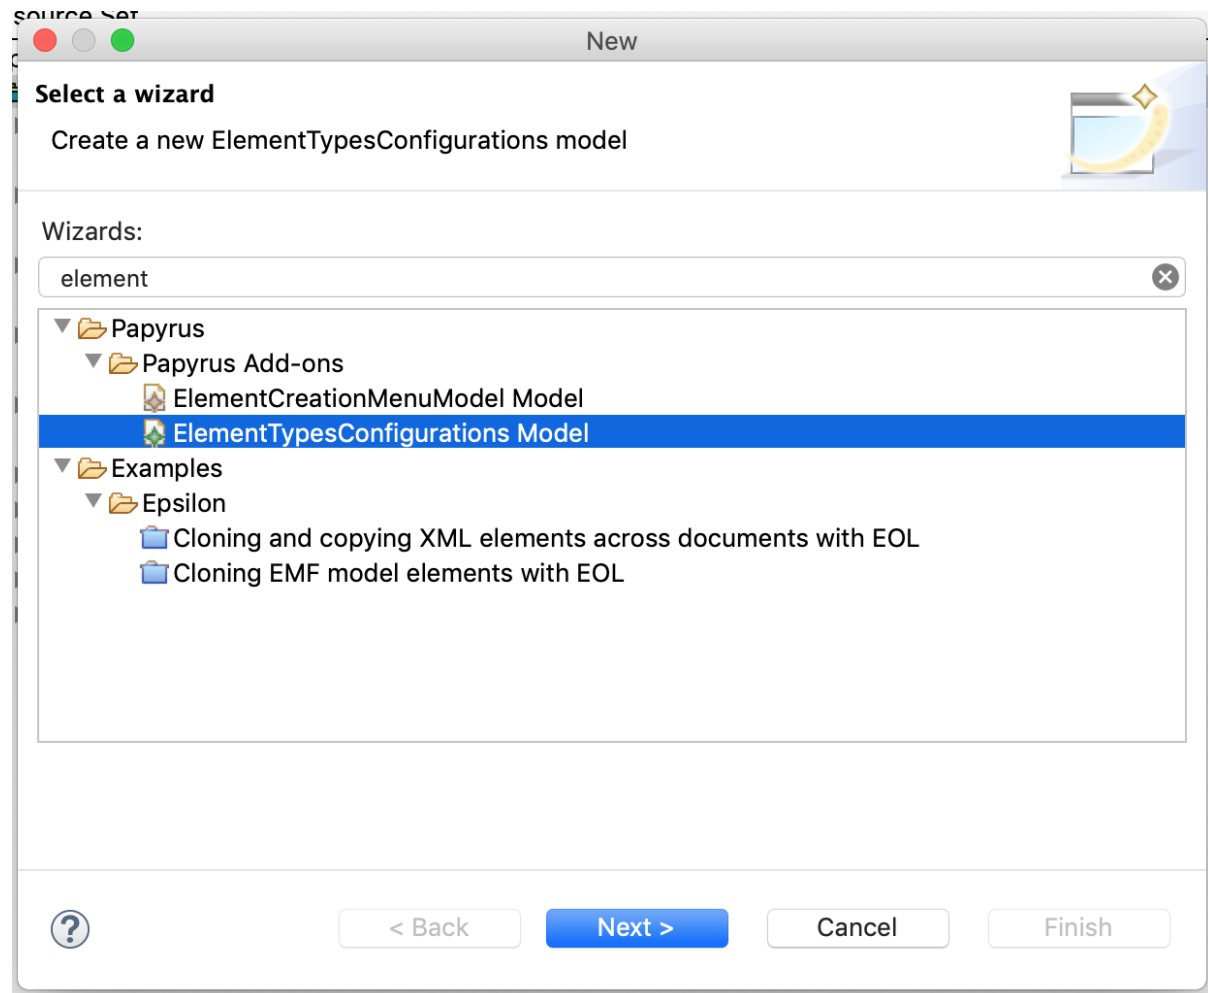 source Set
New
Select a wizard
Create a new ElementTypesConfigurations model
Wizards:
element
Papyrus
Papyrus Add-ons
ElementCreationMenuModel Model
ElementTypesConfigurations Model
Examples
Epsilon
Cloning and copying XML elements across documents with EOL
Cloning EMF model elements with EOL
?
< Back
Next >
Cancel
Finish